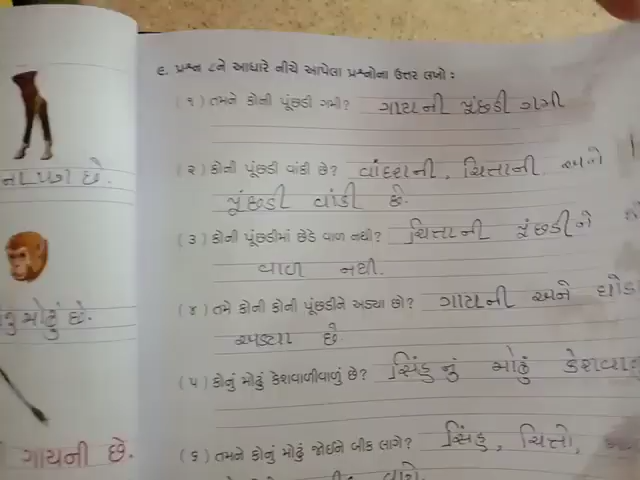 ના પગ છે.
નું મોઢું છે.
ગાયની છે.
૯. પ્રશ્ન ૮ને આધારે નીચે આપેલા પ્રશ્નોના ઉત્તર લખો :
(૧) તમને કોની પૂંછડી ગમી? ગાયની પૂંછડી ગમી
(૨) કોની પૂંછડી વાંકી છે? વાંદરાની, ચિત્તાની અને
પૂંછડી વાંકી છે.
(૩) કોની પૂંછડીમાં છેડે વાળ નથી? ચિત્તાની પૂંછડીને
વાળ નથી.
(૪) તમે કોની કોની પૂંછડીને અડ્યા છો? ગાયની અને ઘોડ
અડ્યા છે
(૫) કોનું મોઢું કેશવાળીવાળું છે? સિંહનું મોઢું કેશવા
(૬) તમને કોનું મોઢું જોઈને બીક લાગે? સિંહ, ચિત્તો,
લાગે.